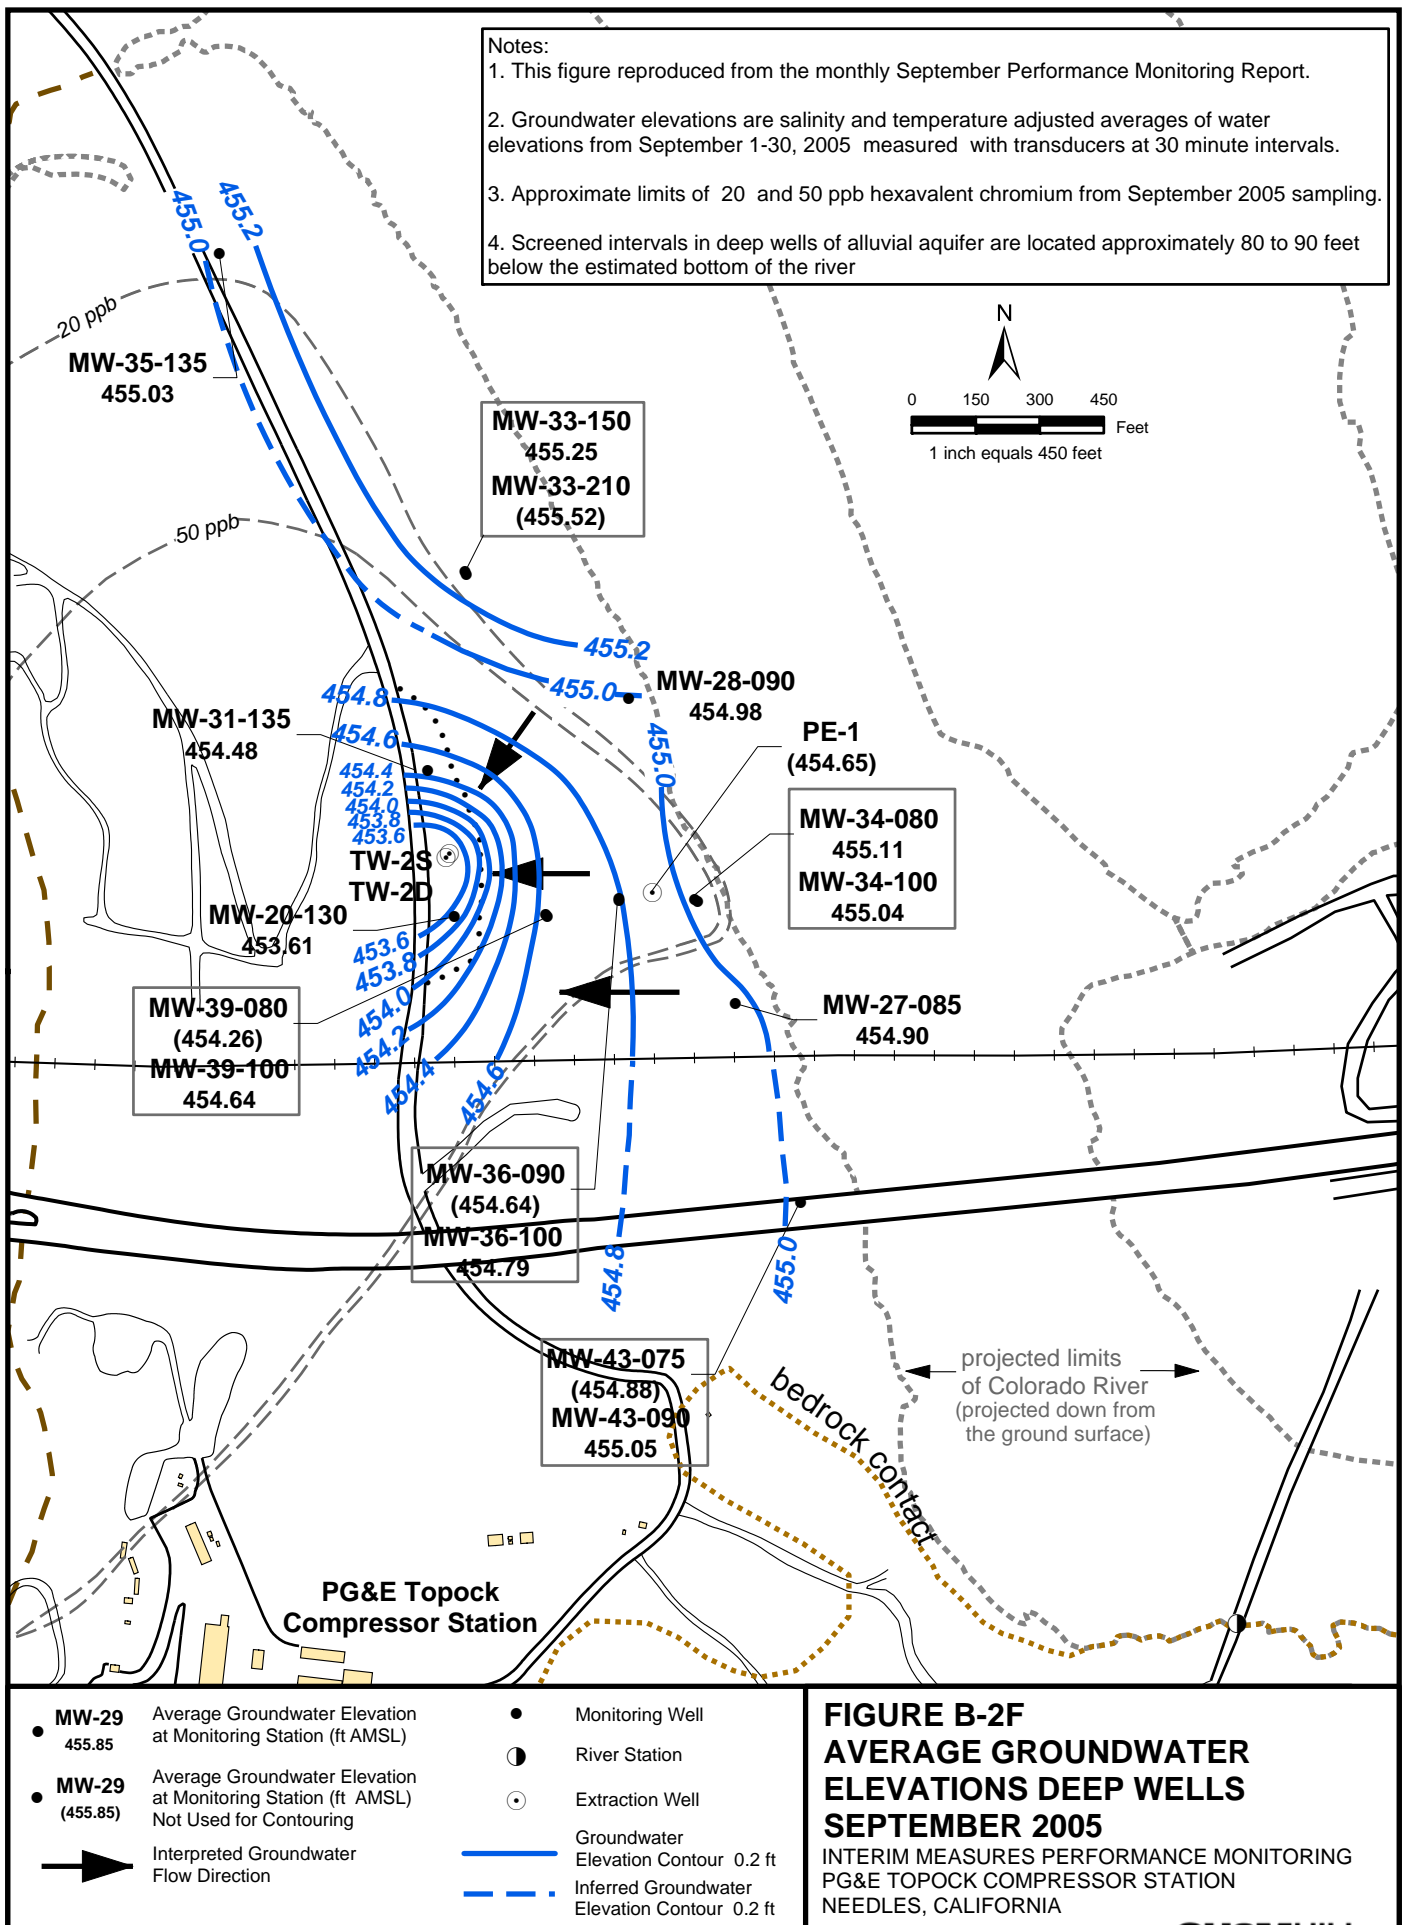 Notes:
1. This figure reproduced from the monthly September Performance Monitoring Report.
2. Groundwater elevations are salinity and temperature adjusted averages of water
elevations from September 1-30, 2005 measured with transducers at 30 minute intervals.
3. Approximate limits of 20 and 50 ppb hexavalent chromium from September 2005 sampling.
4. Screened intervals in deep wells of alluvial aquifer are located approximately 80 to 90 feet
below the estimated bottom of the river
N
0 150 300 450
Feet
1 inch equals 450 feet
455.0
455.2
20 ppb
MW-35-135
455.03
MW-33-150
455.25
MW-33-210
(455.52)
50 ppb
455.2
455.0
MW-28-090
454.98
454.8
MW-31-135
454.48
454.6
455.0
PE-1
(454.65)
454.4
454.2
454.0
453.8
453.6
MW-34-080
455.11
MW-34-100
455.04
TW-2S
TW-2D
MW-20-130
453.61
453.6
453.8
454.0
454.2
454.4
454.6
MW-39-080
(454.26)
MW-39-100
454.64
MW-27-085
454.90
MW-36-090
(454.64)
MW-36-100
454.79
454.8
455.0
MW-43-075
(454.88)
MW-43-090
455.05
bedrock contact
projected limits
of Colorado River
(projected down from
the ground surface)
PG&E Topock
Compressor Station
MW-29
455.85
Average Groundwater Elevation
at Monitoring Station (ft AMSL)
MW-29
(455.85)
Average Groundwater Elevation
at Monitoring Station (ft AMSL)
Not Used for Contouring
Interpreted Groundwater
Flow Direction
Monitoring Well
River Station
Extraction Well
Groundwater
Elevation Contour 0.2 ft
Inferred Groundwater
Elevation Contour 0.2 ft
FIGURE B-2F
AVERAGE GROUNDWATER
ELEVATIONS DEEP WELLS
SEPTEMBER 2005
INTERIM MEASURES PERFORMANCE MONITORING
PG&E TOPOCK COMPRESSOR STATION
NEEDLES, CALIFORNIA